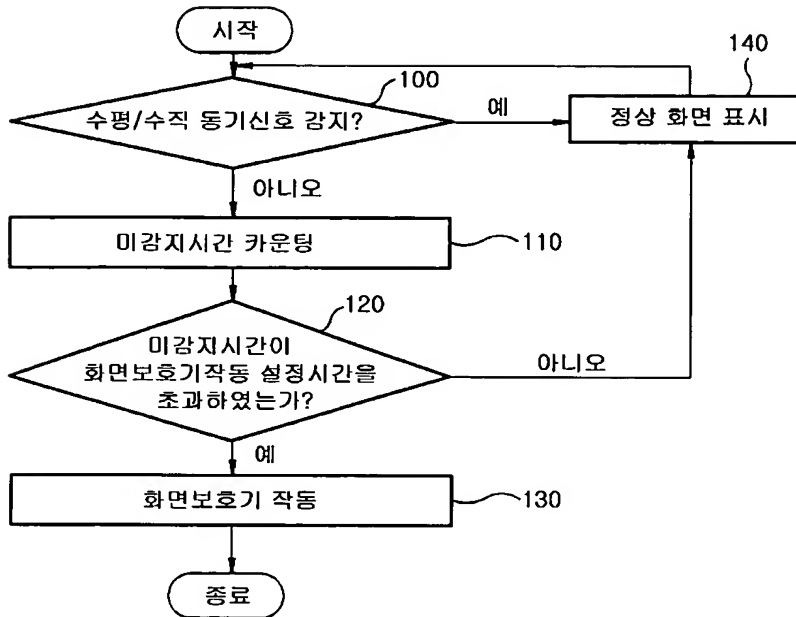 시작
140
100
수평/수직 동기신호 감지?
예
정상 화면 표시
아니오
미감지시간 카운팅
110
120
미감지시간이
화면보호기작동 설정시간을
초과하였는가?
아니오
예
화면보호기 작동
130
종료